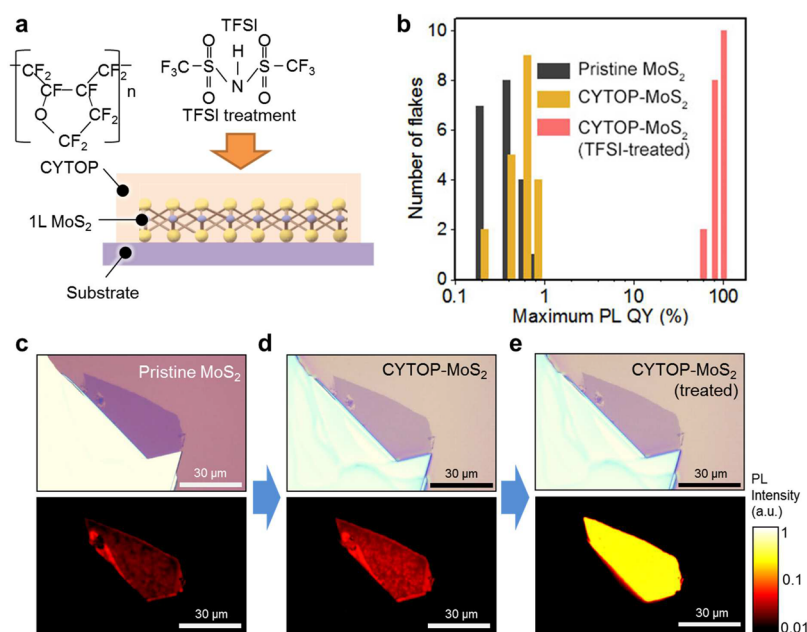 a
TFSI
CF₂ CF₂
CF CF
O CF₂
CF₂
n
O H O
F₃C S N S CF₃
O O
TFSI treatment
CYTOP
1L MoS₂
Substrate
b
Number of flakes
10
8
6
4
2
0
Pristine MoS₂
CYTOP-MoS₂
CYTOP-MoS₂
(TFSI-treated)
0.1 1 10 100
Maximum PL QY (%)
c
Pristine MoS₂
30 µm
30 µm
d
CYTOP-MoS₂
30 µm
30 µm
e
CYTOP-MoS₂
(treated)
30 µm
30 µm
PL
Intensity
(a.u.)
1
0.1
0.01